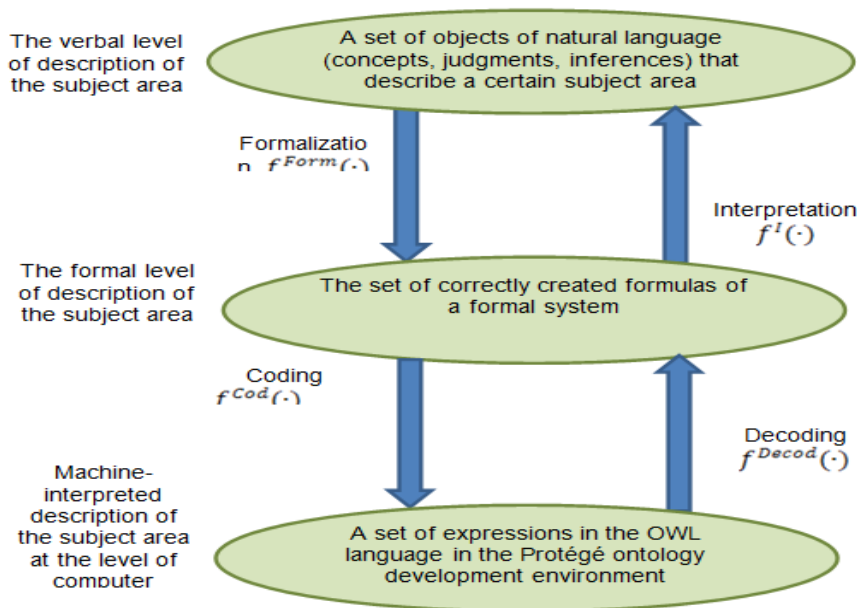 The verbal level
of description of
the subject area
A set of objects of natural language
(concepts, judgments, inferences) that
describe a certain subject area
Formalizatio
n f^{Form}(·)
Interpretation
f^{I}(·)
The formal level
of description of
the subject area
The set of correctly created formulas of
a formal system
Coding
f^{Cod}(·)
Decoding
f^{Decod}(·)
Machine-
interpreted
description of
the subject area
at the level of
computer
A set of expressions in the OWL
language in the Protégé ontology
development environment